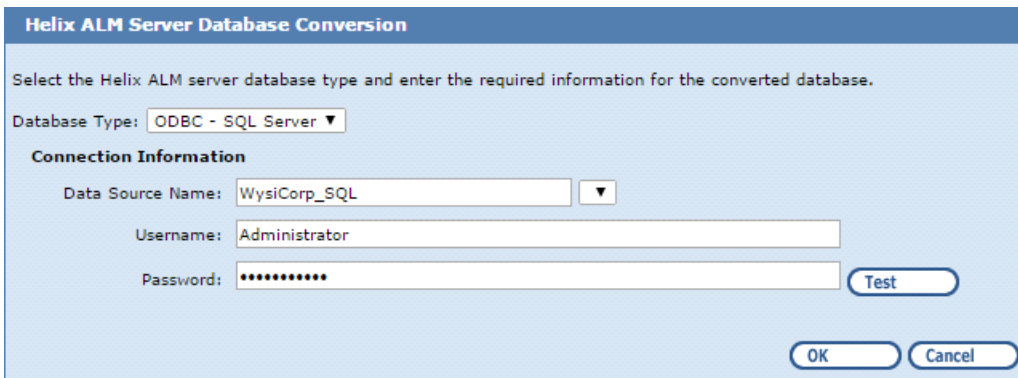 Helix ALM Server Database Conversion
Select the Helix ALM server database type and enter the required information for the converted database.
Database Type: ODBC - SQL Server ▼
Connection Information
Data Source Name: WysiCorp_SQL ▼
Username: Administrator
Password: •••••••••••
Test
OK Cancel